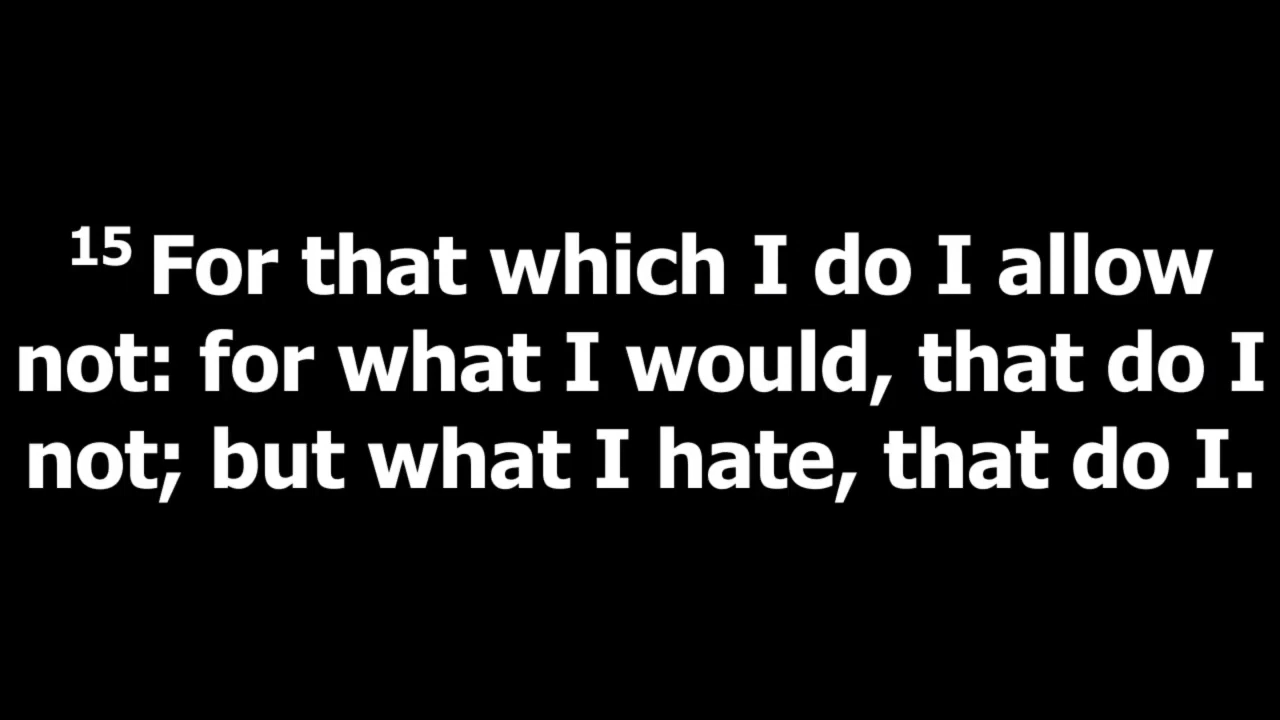 15 For that which I do I allow
not: for what I would, that do I
not; but what I hate, that do I.